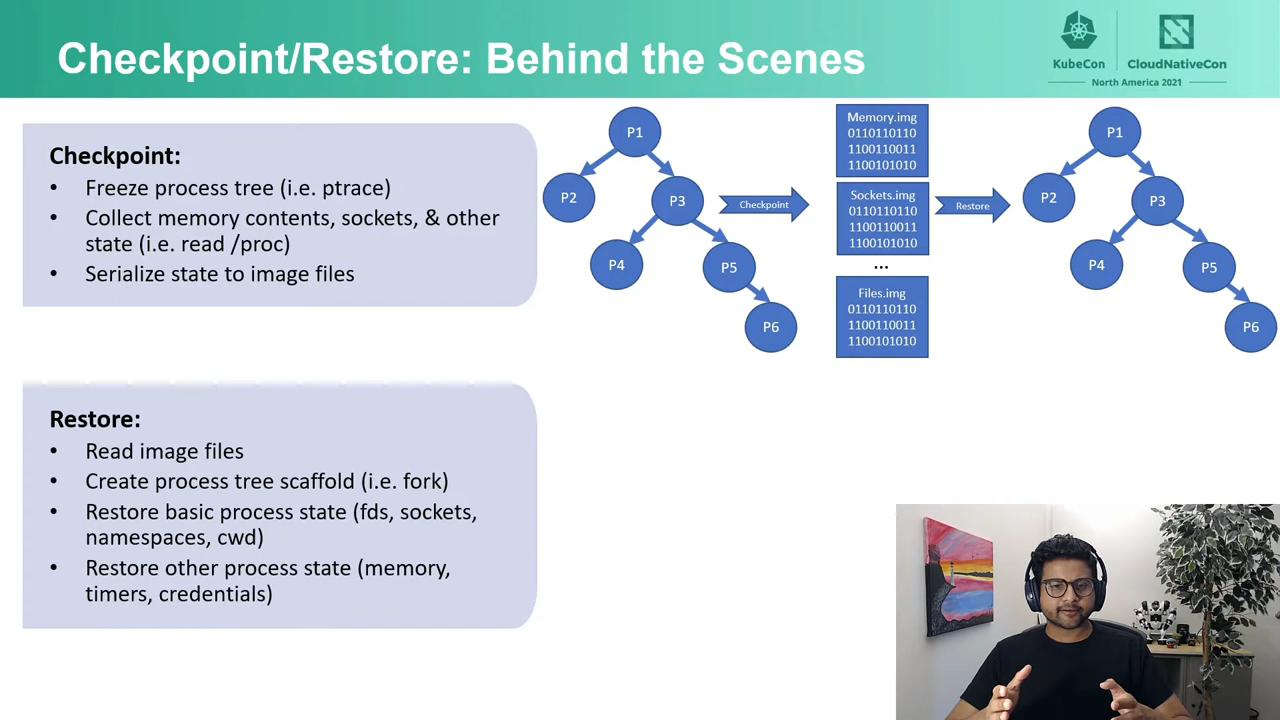 Checkpoint/Restore: Behind the Scenes
KubeCon
CloudNativeCon
North America 2021
Checkpoint:
• Freeze process tree (i.e. ptrace)
• Collect memory contents, sockets, & other
state (i.e. read /proc)
• Serialize state to image files
Restore:
• Read image files
• Create process tree scaffold (i.e. fork)
• Restore basic process state (fds, sockets,
namespaces, cwd)
• Restore other process state (memory,
timers, credentials)
P1
P2
P3
P4
P5
P6
Checkpoint
Memory.img
0110110110
1100110011
1100101010
Sockets.img
0110110110
1100110011
1100101010
...
Files.img
0110110110
1100110011
1100101010
Restore
P1
P2
P3
P4
P5
P6